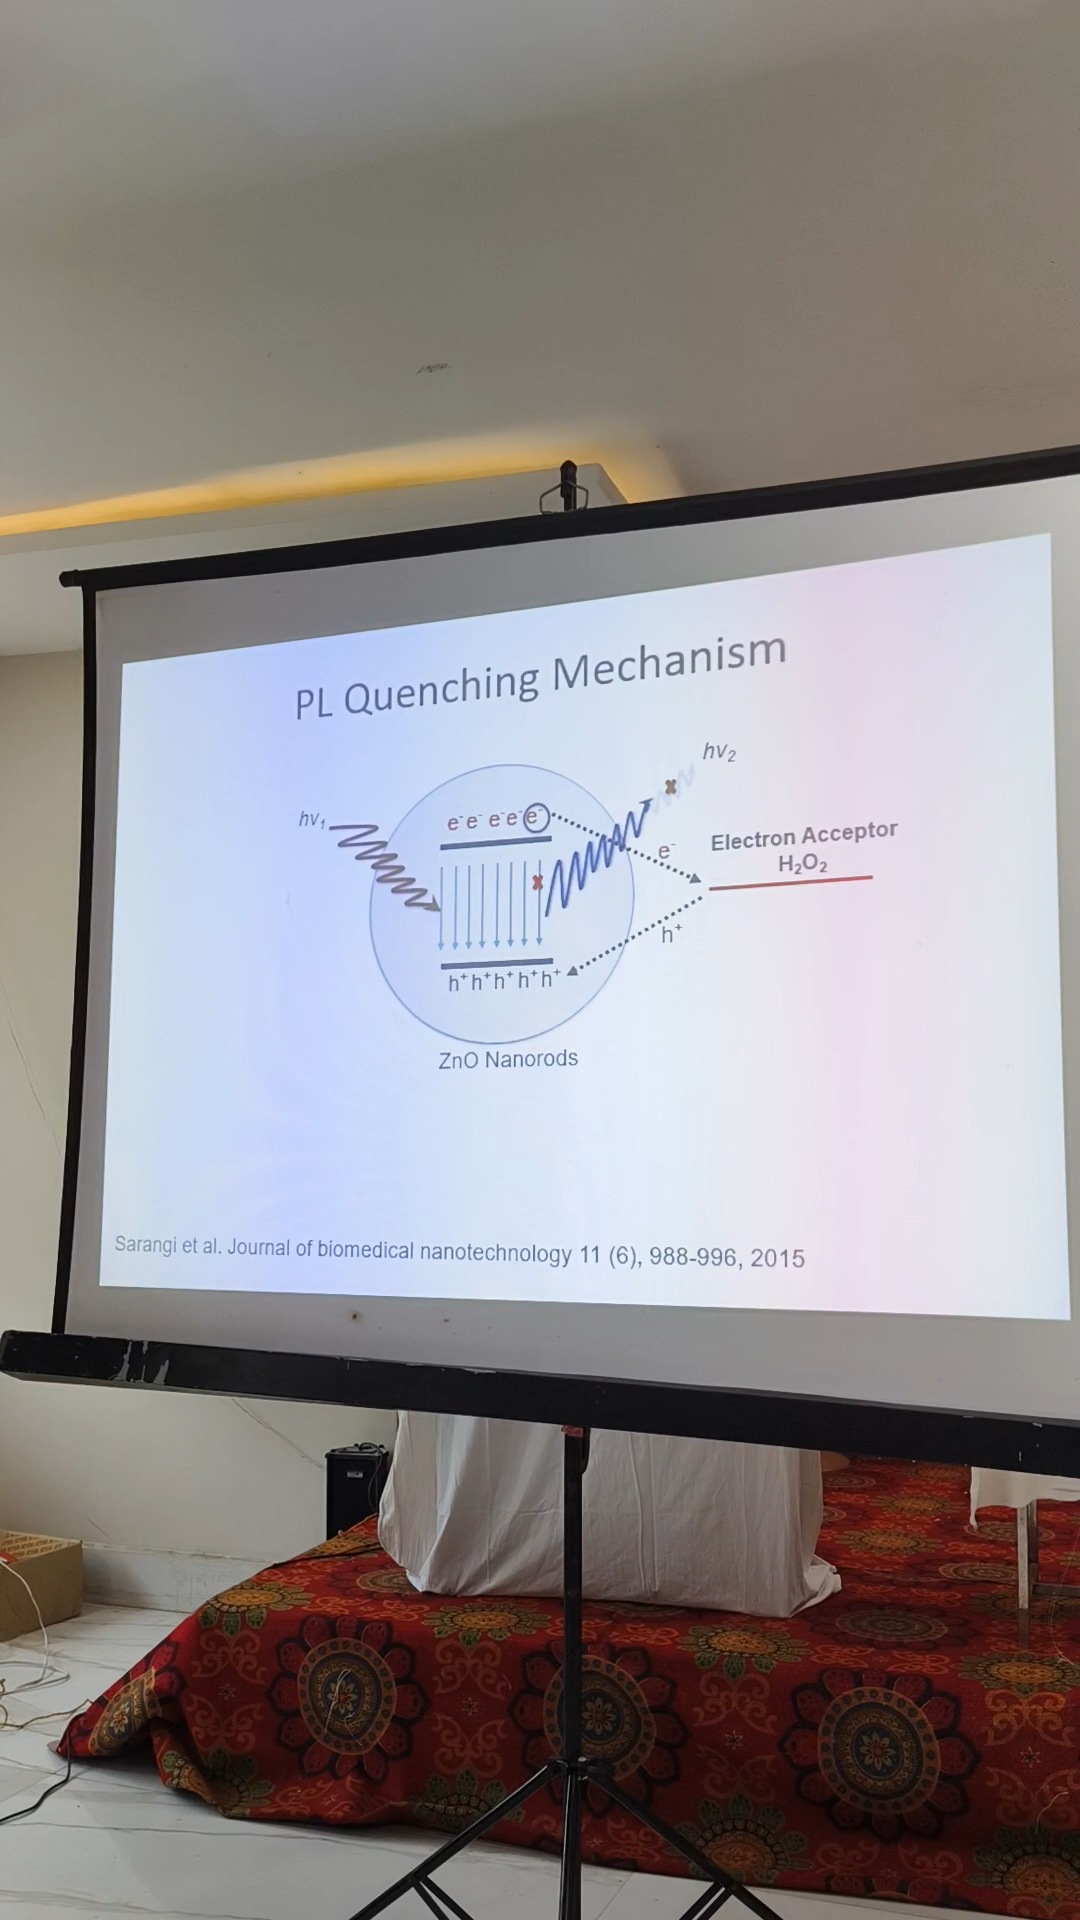 PL Quenching Mechanism
hν₂
hν₁
e⁻e⁻ e⁻e⁻e⁻
e⁻
Electron Acceptor
H₂O₂
h⁺
h⁺h⁺h⁺h⁺h⁺
ZnO Nanorods
Sarangi et al. Journal of biomedical nanotechnology 11 (6), 988-996, 2015